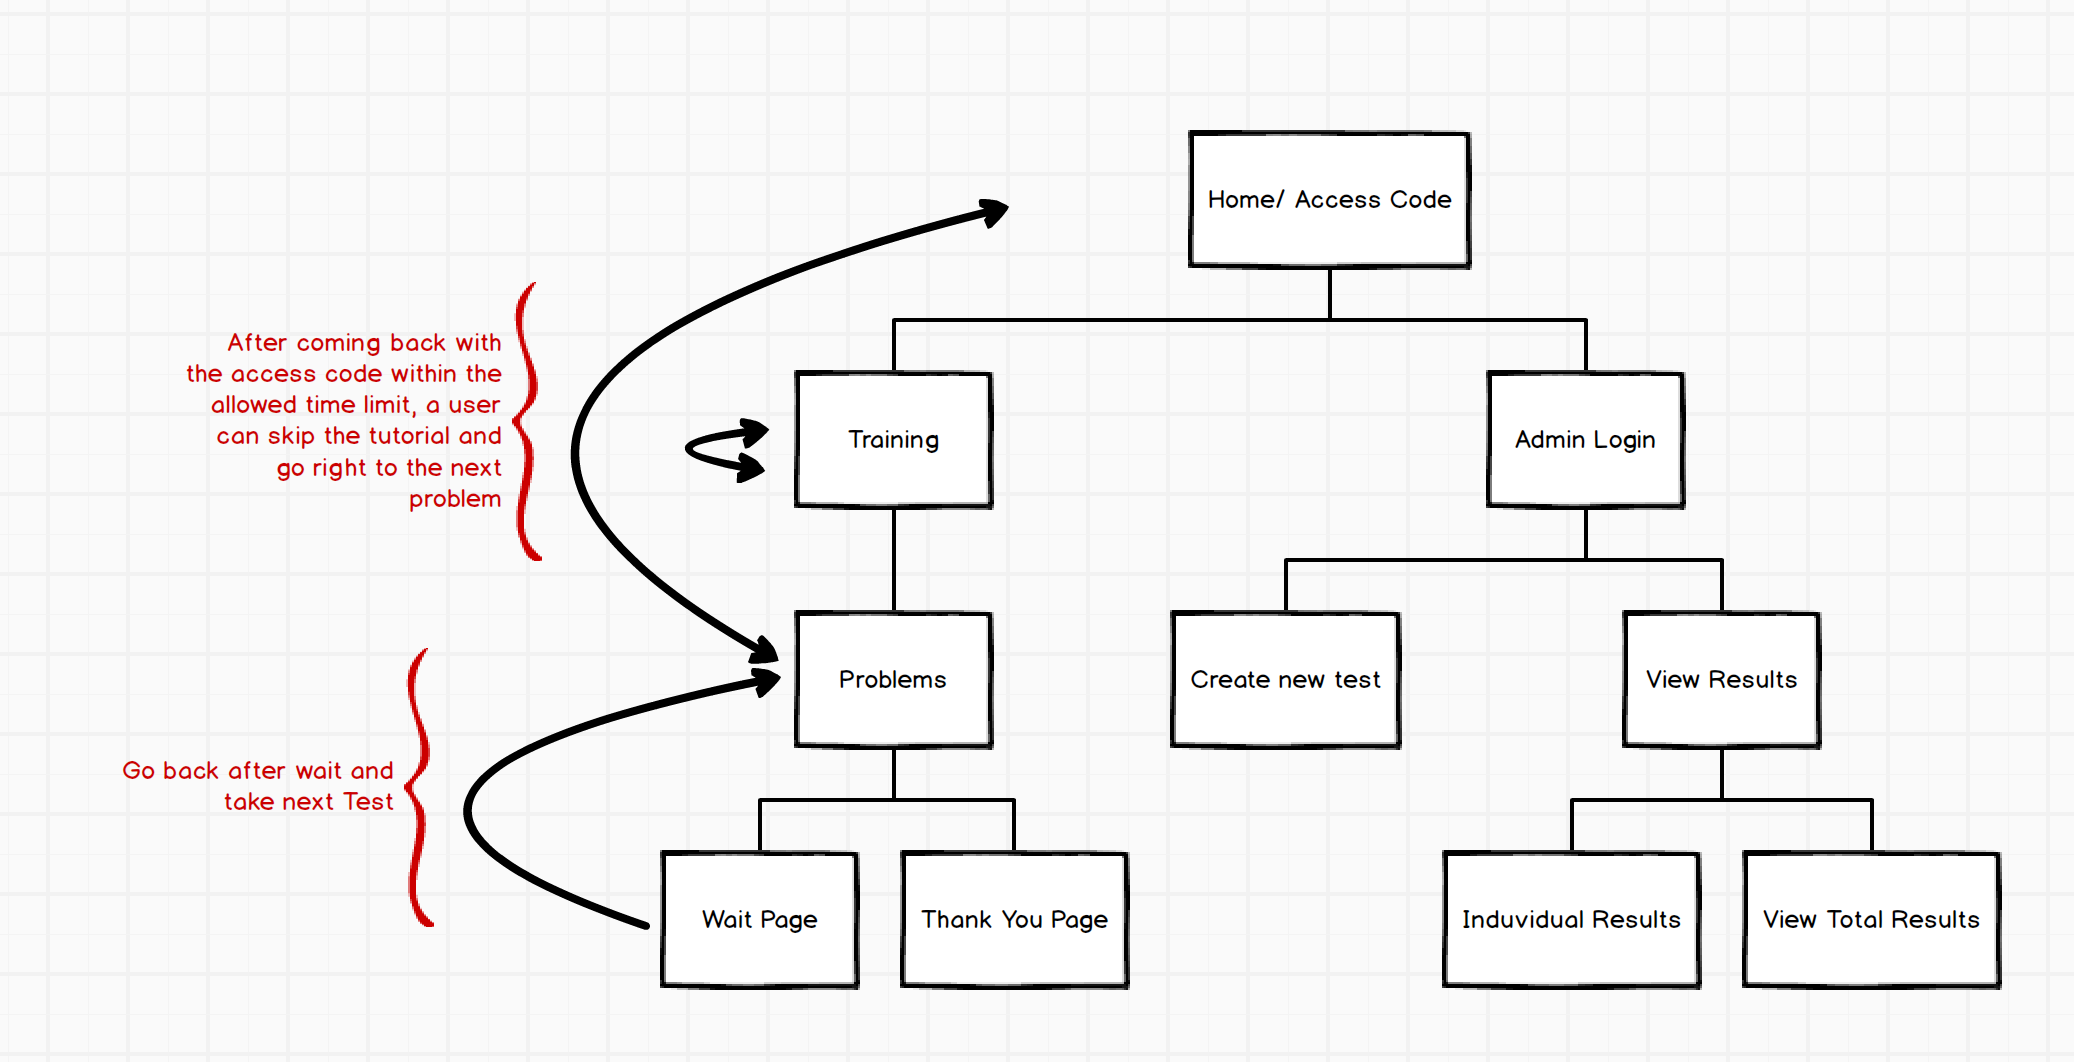 Home/ Access Code
After coming back with
the access code within the
allowed time limit, a user
can skip the tutorial and
go right to the next
problem
Training
Admin Login
Problems
Create new test
View Results
Go back after wait and
take next Test
Wait Page
Thank You Page
Induvidual Results
View Total Results